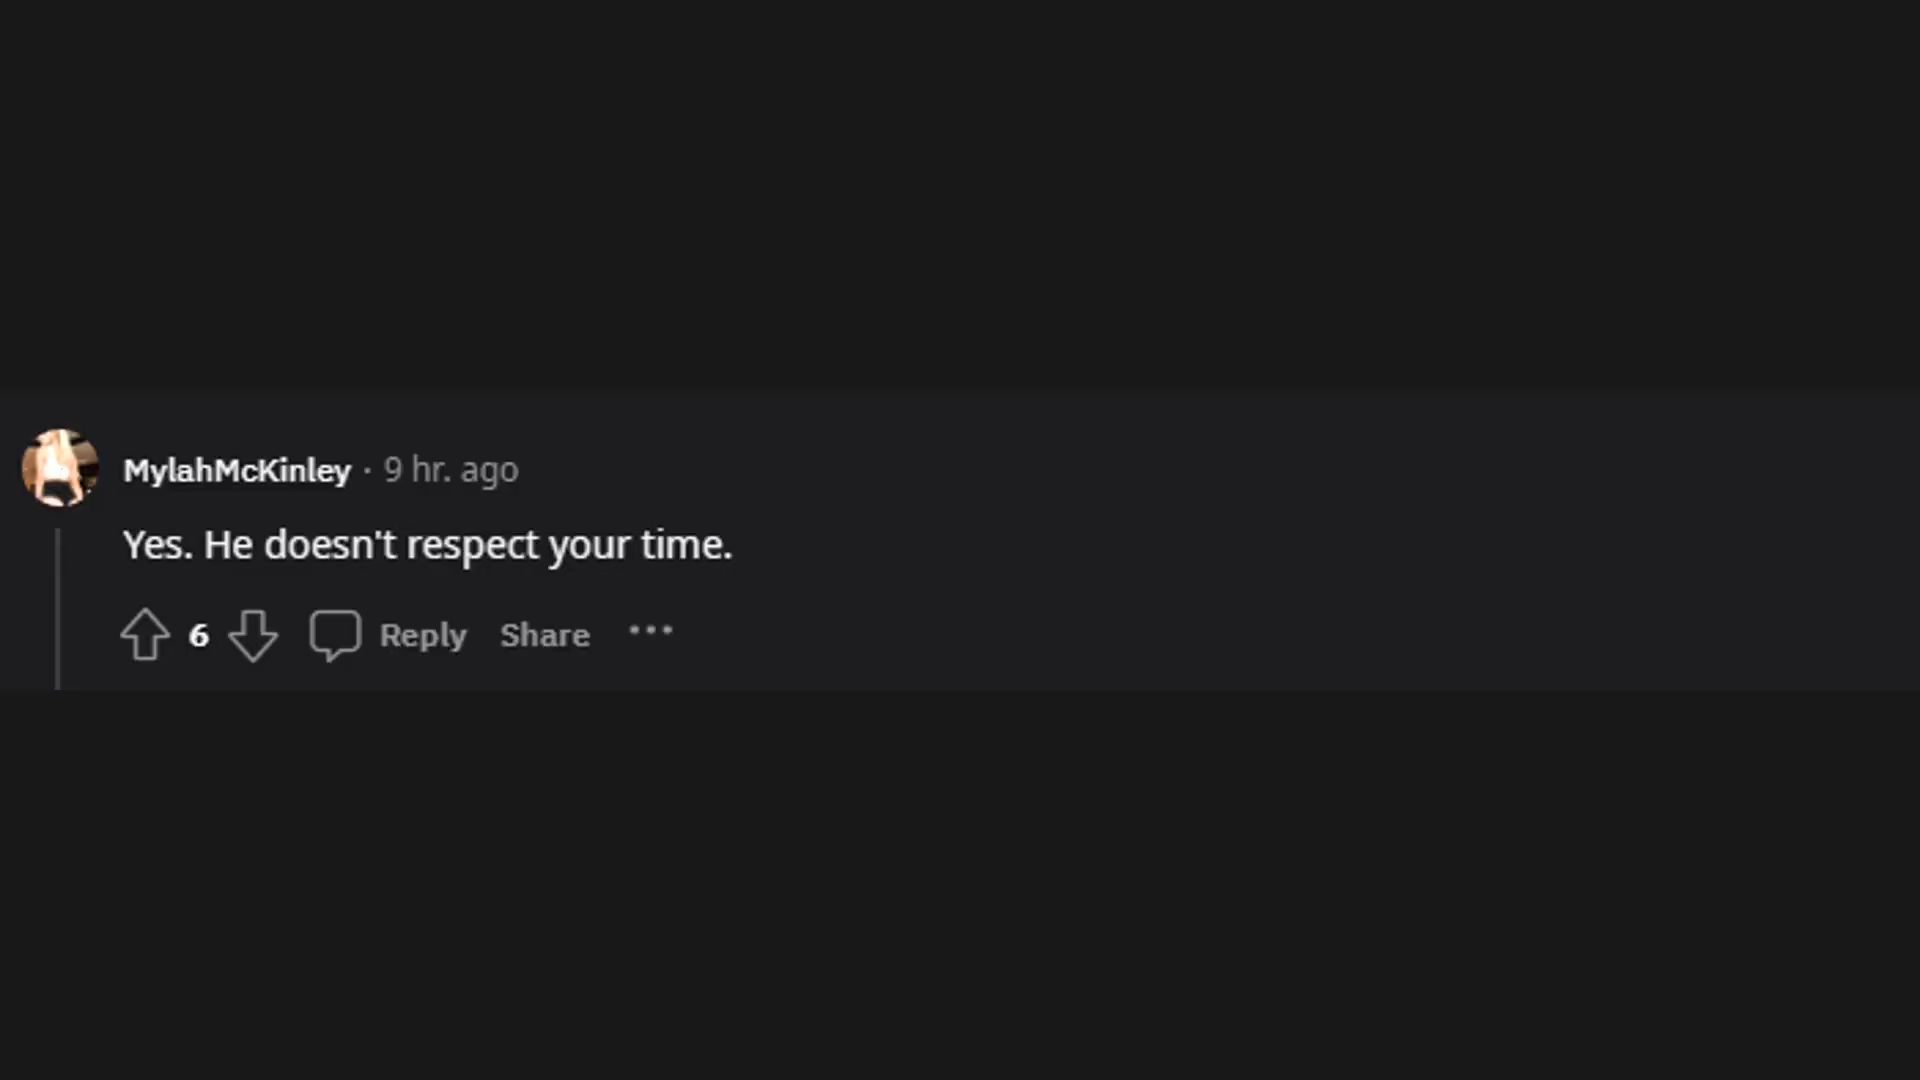 MylahMcKinley · 9 hr. ago
Yes. He doesn't respect your time.
6 Reply Share ···